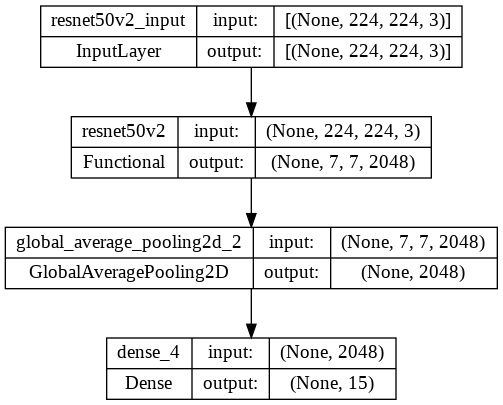 resnet50v2_input input: [(None, 224, 224, 3)]
InputLayer output: [(None, 224, 224, 3)]
resnet50v2 input: (None, 224, 224, 3)
Functional output: (None, 7, 7, 2048)
global_average_pooling2d_2 input: (None, 7, 7, 2048)
GlobalAveragePooling2D output: (None, 2048)
dense_4 input: (None, 2048)
Dense output: (None, 15)